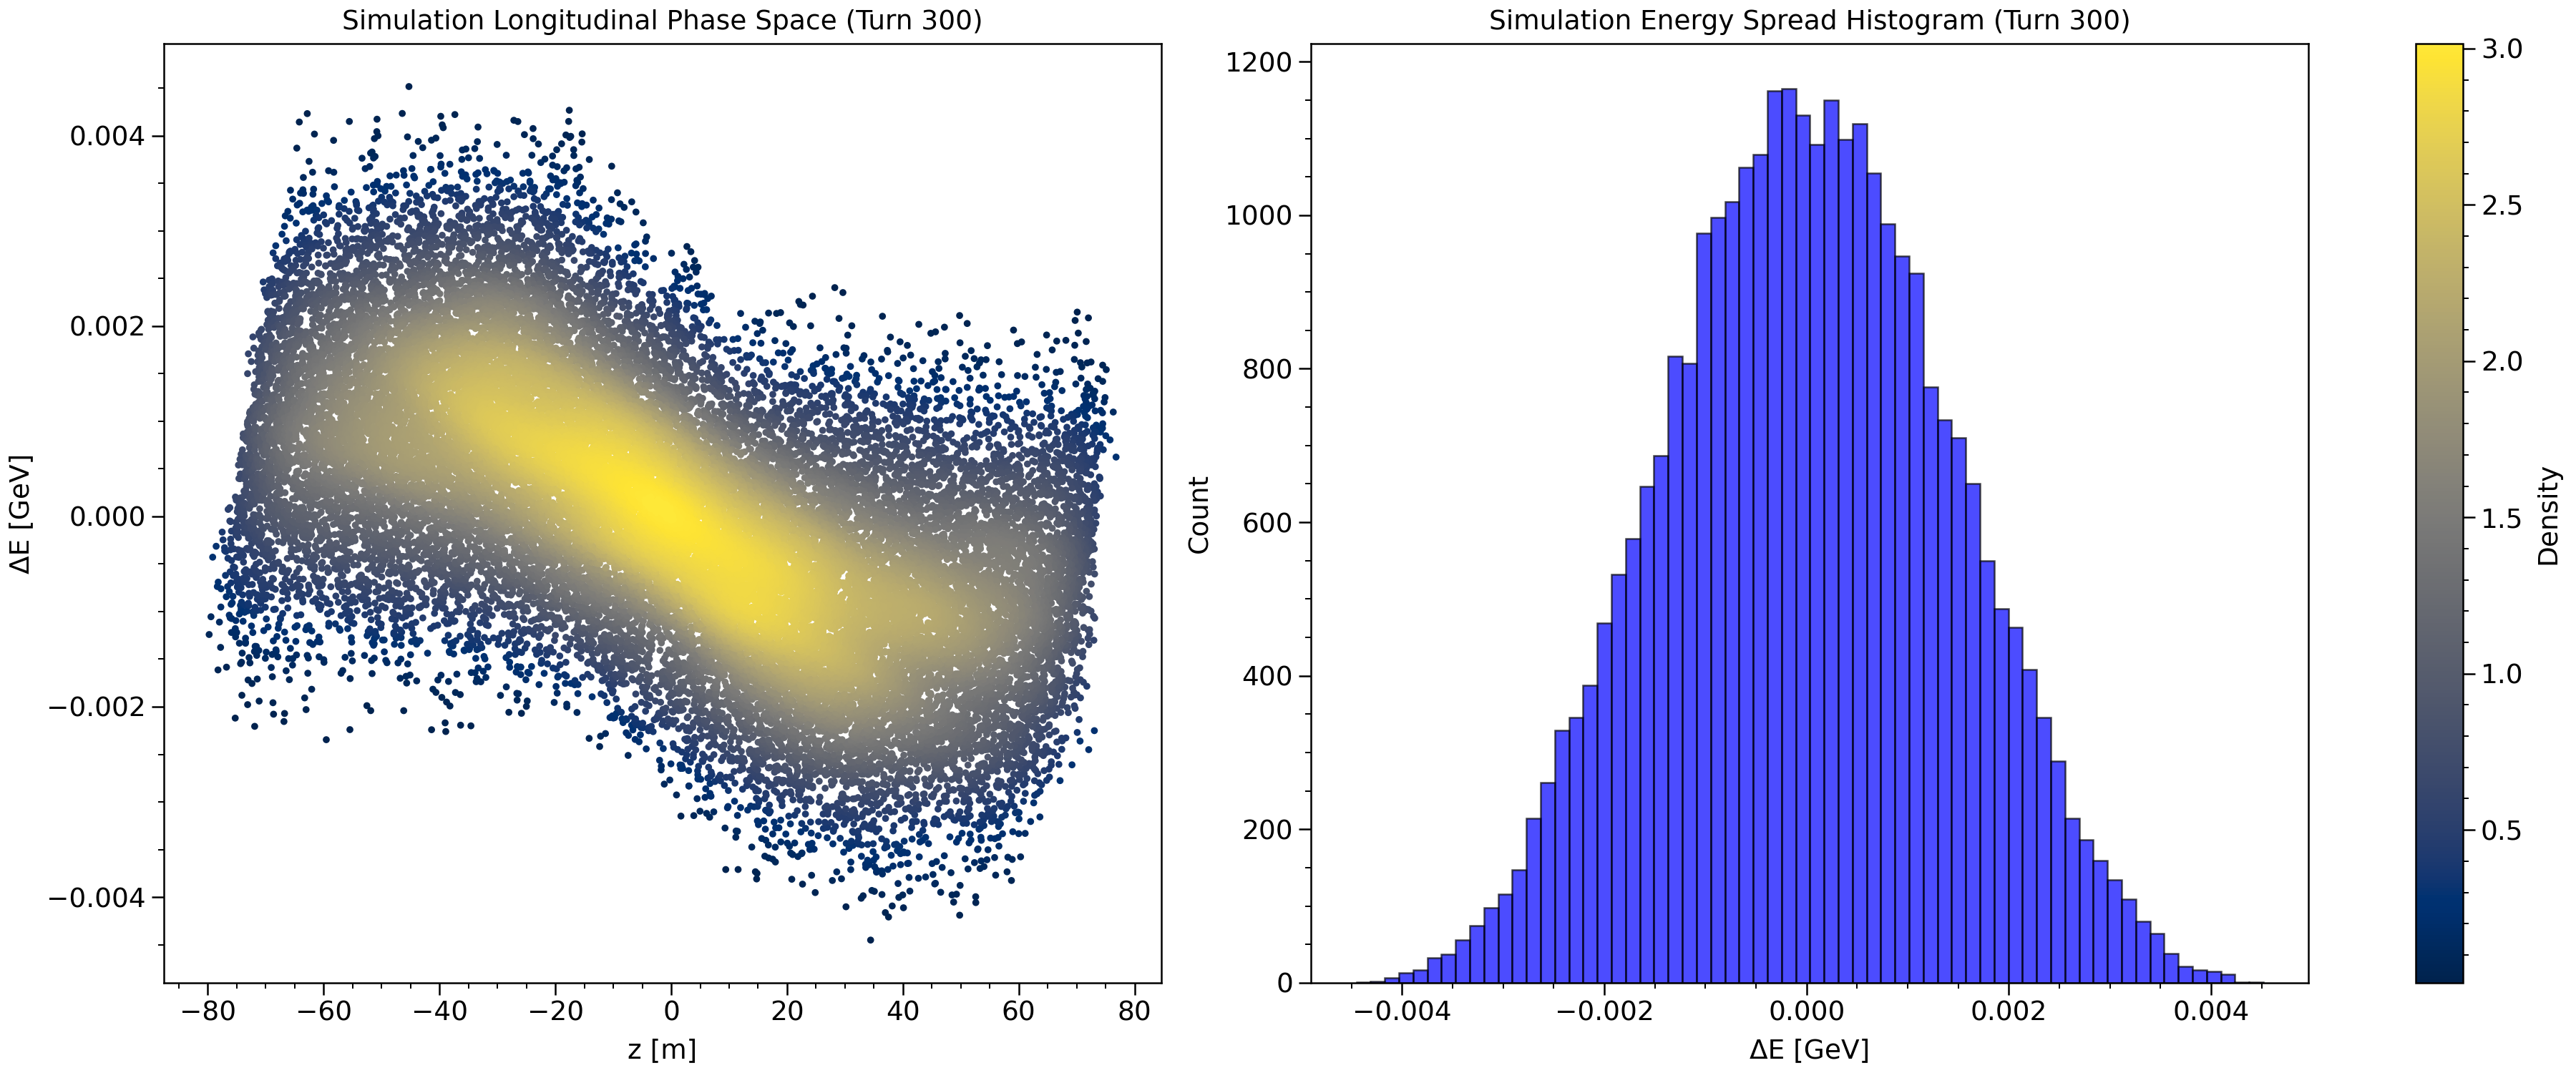 Simulation Longitudinal Phase Space (Turn 300)
0.004
0.002
0.000
−0.002
−0.004
ΔE [GeV]
−80 −60 −40 −20 0 20 40 60 80
z [m]
Simulation Energy Spread Histogram (Turn 300)
1200
1000
800
600
400
200
0
Count
−0.004 −0.002 0.000 0.002 0.004
ΔE [GeV]
3.0
2.5
2.0
1.5
1.0
0.5
Density